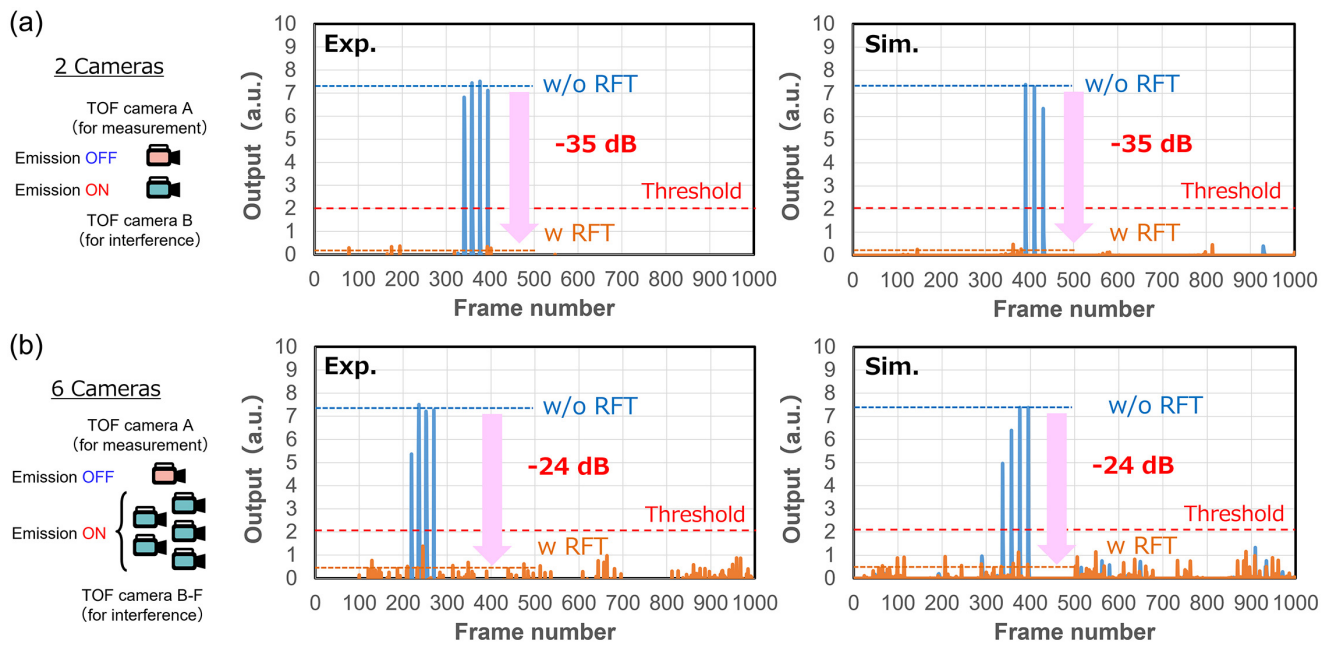 (a)
2 Cameras
TOF camera A
(for measurement)
Emission OFF
Emission ON
TOF camera B
(for interference)
Exp.
Output (a.u.)
10
9
8
7
6
5
4
3
2
1
0
w/o RFT
-35 dB
Threshold
w RFT
0 100 200 300 400 500 600 700 800 900 1000
Frame number
Sim.
Output (a.u.)
10
9
8
7
6
5
4
3
2
1
0
w/o RFT
-35 dB
Threshold
w RFT
0 100 200 300 400 500 600 700 800 900 1000
Frame number
(b)
6 Cameras
TOF camera A
(for measurement)
Emission OFF
Emission ON
TOF camera B-F
(for interference)
Exp.
Output (a.u.)
10
9
8
7
6
5
4
3
2
1
0
w/o RFT
-24 dB
Threshold
w RFT
0 100 200 300 400 500 600 700 800 900 1000
Frame number
Sim.
Output (a.u.)
10
9
8
7
6
5
4
3
2
1
0
w/o RFT
-24 dB
Threshold
w RFT
0 100 200 300 400 500 600 700 800 900 1000
Frame number